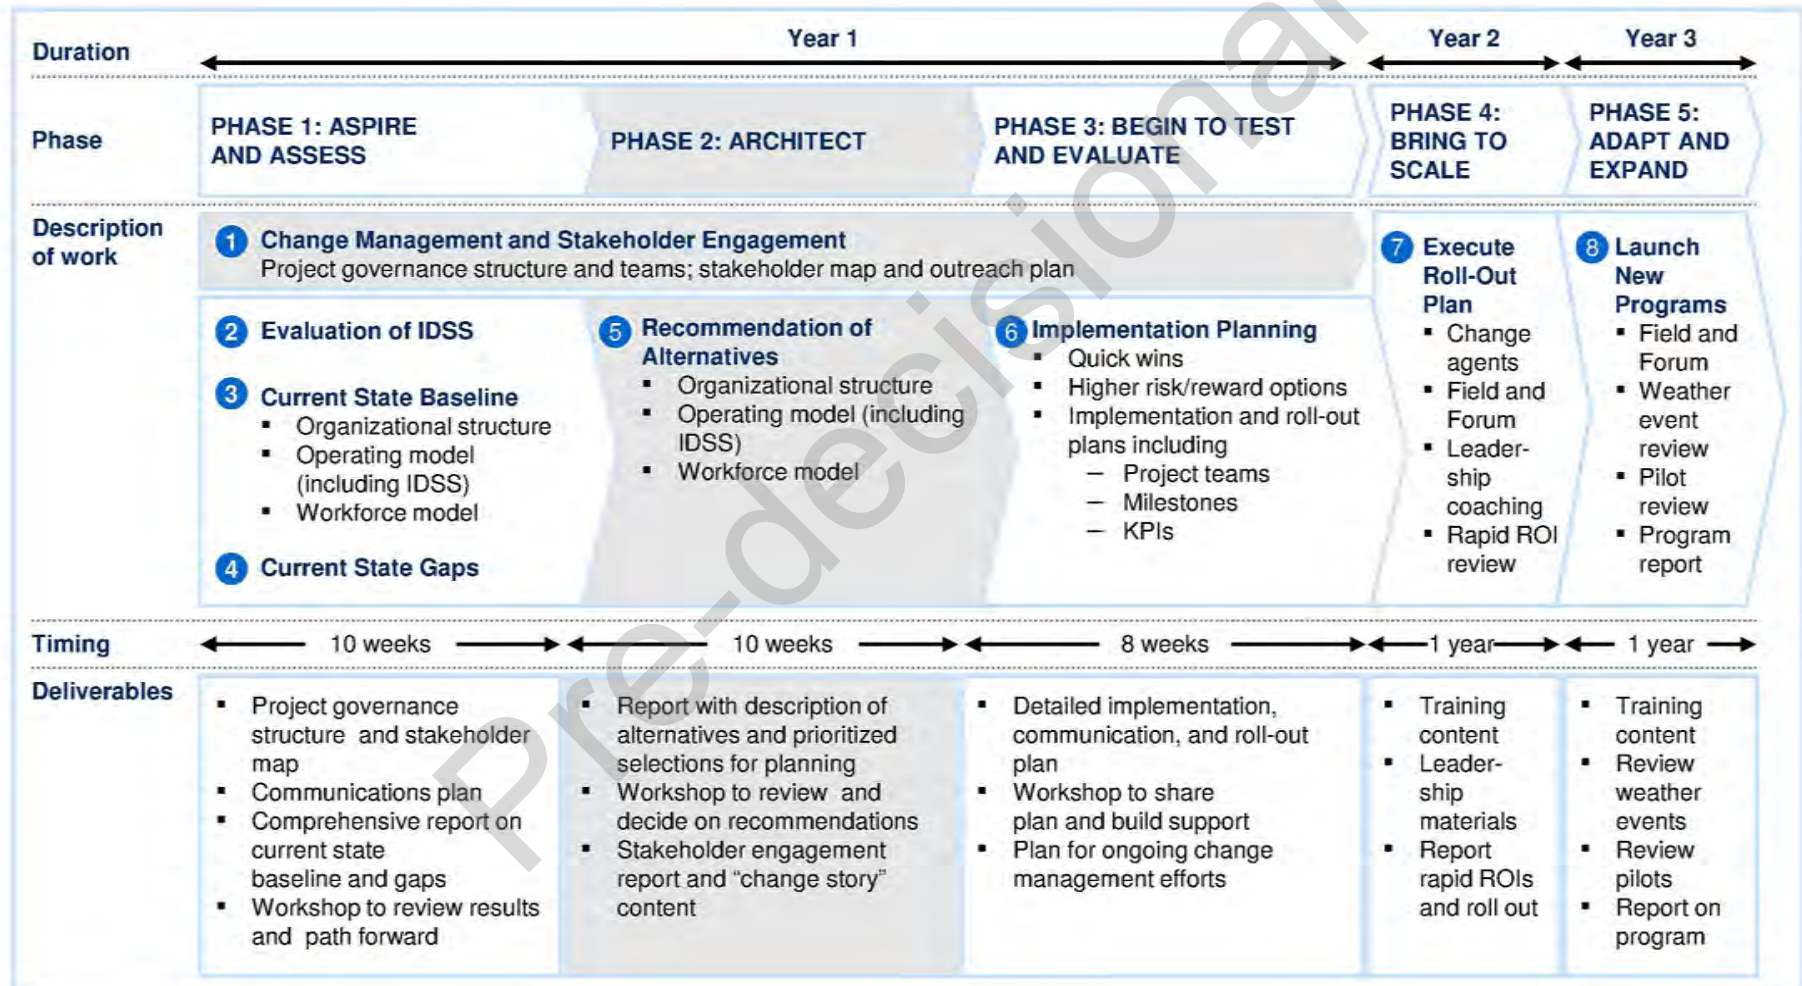 Duration
Year 1
Year 2
Year 3
Phase
PHASE 1: ASPIRE
AND ASSESS
PHASE 2: ARCHITECT
PHASE 3: BEGIN TO TEST
AND EVALUATE
PHASE 4:
BRING TO
SCALE
PHASE 5:
ADAPT AND
EXPAND
Description
of work
1 Change Management and Stakeholder Engagement
Project governance structure and teams; stakeholder map and outreach plan
2 Evaluation of IDSS
3 Current State Baseline
▪ Organizational structure
▪ Operating model
(including IDSS)
▪ Workforce model
4 Current State Gaps
5 Recommendation of
Alternatives
▪ Organizational structure
▪ Operating model (including
IDSS)
▪ Workforce model
6 Implementation Planning
▪ Quick wins
▪ Higher risk/reward options
▪ Implementation and roll-out
plans including
– Project teams
– Milestones
– KPIs
7 Execute
Roll-Out
Plan
▪ Change
agents
▪ Field and
Forum
▪ Leader-
ship
coaching
▪ Rapid ROI
review
8 Launch
New
Programs
▪ Field and
Forum
▪ Weather
event
review
▪ Pilot
review
▪ Program
report
Timing
10 weeks
10 weeks
8 weeks
1 year
1 year
Deliverables
▪ Project governance
structure and stakeholder
map
▪ Communications plan
▪ Comprehensive report on
current state
baseline and gaps
▪ Workshop to review results
and path forward
▪ Report with description of
alternatives and prioritized
selections for planning
▪ Workshop to review and
decide on recommendations
▪ Stakeholder engagement
report and “change story”
content
▪ Detailed implementation,
communication, and roll-out
plan
▪ Workshop to share
plan and build support
▪ Plan for ongoing change
management efforts
▪ Training
content
▪ Leader-
ship
materials
▪ Report
rapid ROIs
and roll out
▪ Training
content
▪ Review
weather
events
▪ Review
pilots
▪ Report on
program
Pre-decisional